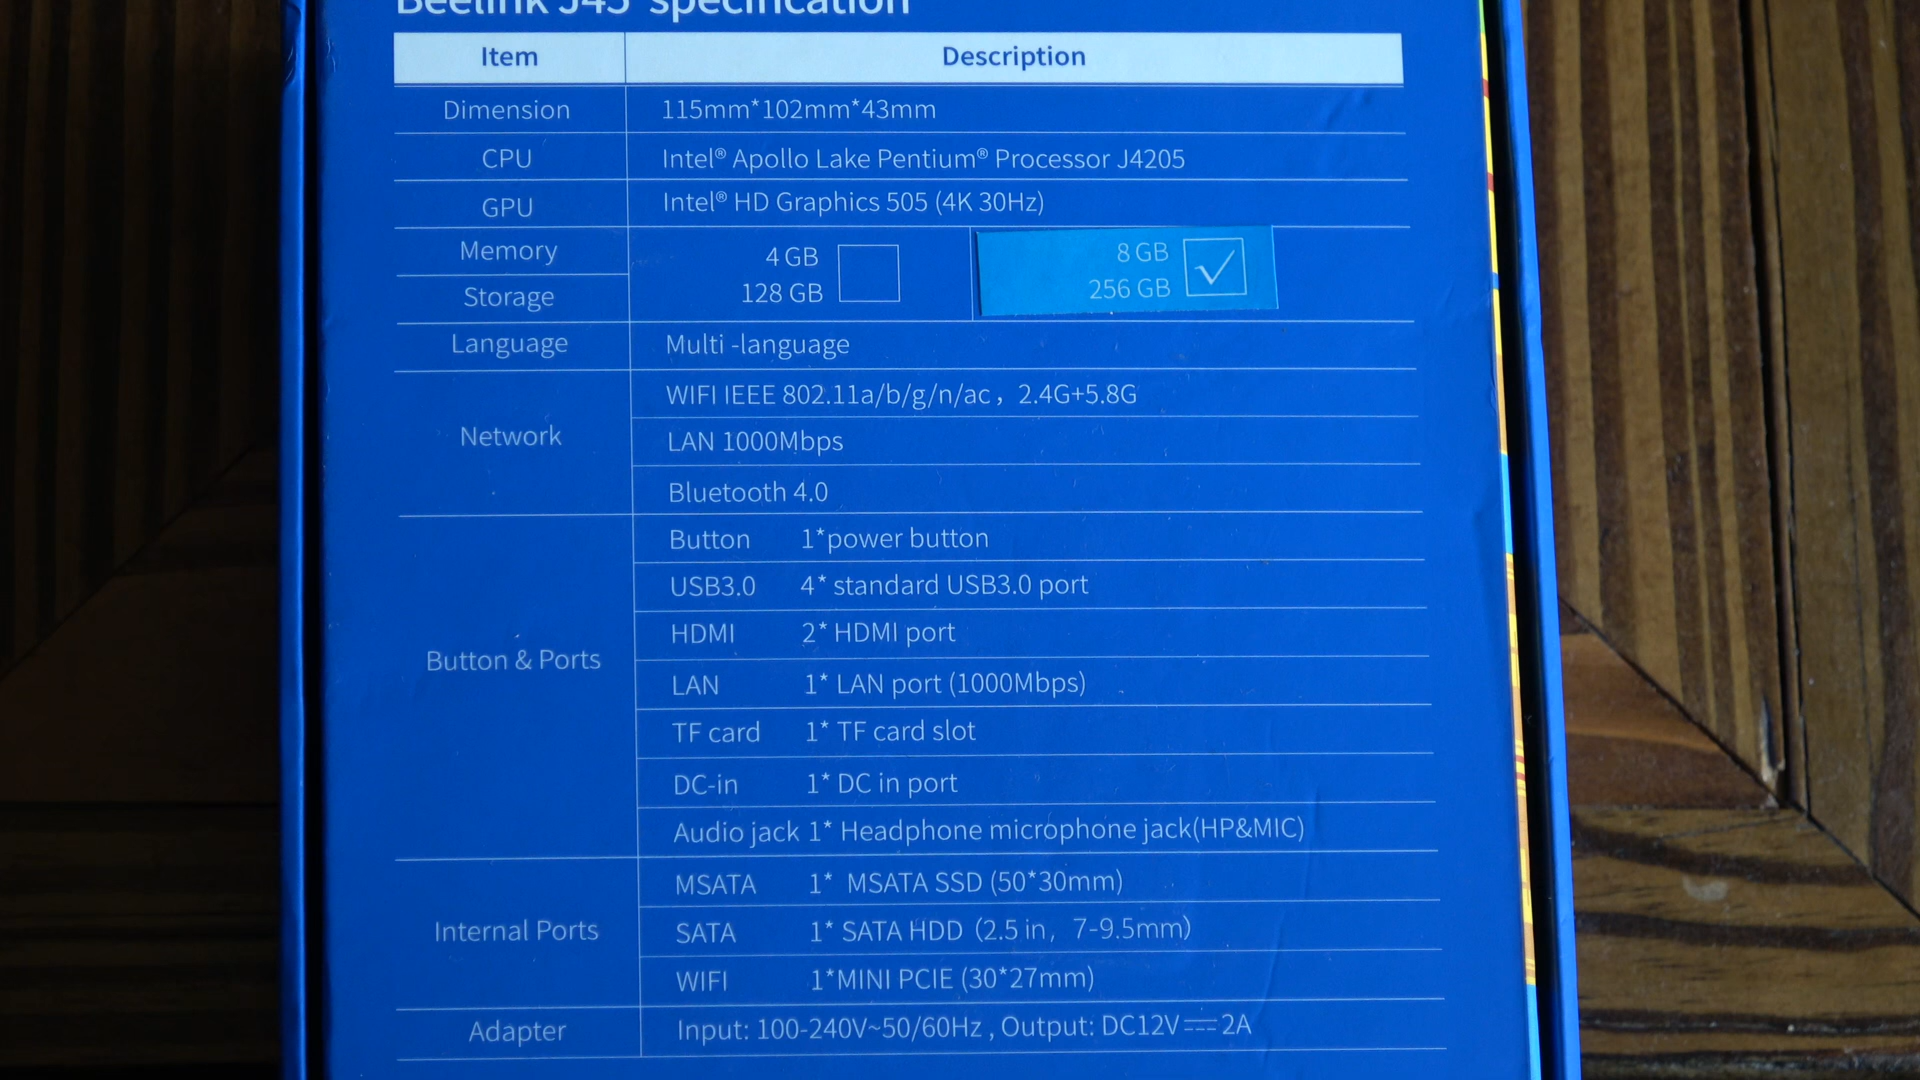 Beelink J45 specification
Item Description
Dimension 115mm*102mm*43mm
CPU Intel® Apollo Lake Pentium® Processor J4205
GPU Intel® HD Graphics 505 (4K 30Hz)
Memory 4 GB 8 GB
Storage 128 GB 256 GB
Language Multi -language
Network
WIFI IEEE 802.11a/b/g/n/ac，2.4G+5.8G
LAN 1000Mbps
Bluetooth 4.0
Button & Ports
Button 1*power button
USB3.0 4* standard USB3.0 port
HDMI 2* HDMI port
LAN 1* LAN port (1000Mbps)
TF card 1* TF card slot
DC-in 1* DC in port
Audio jack 1* Headphone microphone jack(HP&MIC)
Internal Ports
MSATA 1* MSATA SSD (50*30mm)
SATA 1* SATA HDD (2.5 in，7-9.5mm)
WIFI 1*MINI PCIE (30*27mm)
Adapter Input: 100-240V~50/60Hz , Output: DC12V⎓2A